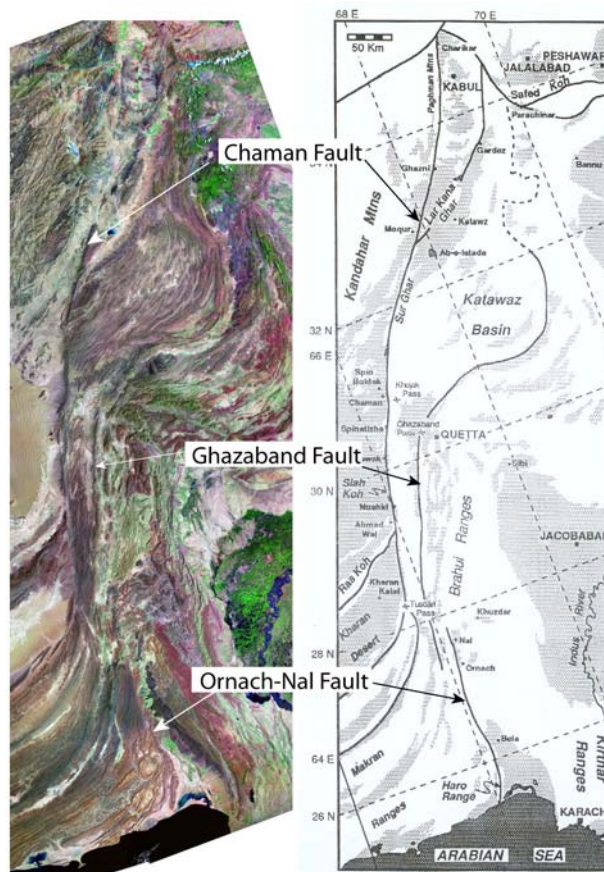 68 E
70 E
50 Km
Charikar
PESHAWAR
JALALABAD
KABUL
Paghman Mtns
Safed Koh
Parachinar
Chaman Fault
Gardez
Bannu
Ghazni
Lar Kana Ghar
Katawz
Moqur
Ab-e-Istada
Kandahar Mtns
Sur Ghar
Katawaz
Basin
32 N
66 E
Spin
Boldak
Khojak
Pass
Chaman
Ghazaband
Pass
Spinatizha
QUETTA
Ghazaband Fault
Sibi
Siah
Koh
30 N
Nushki
Ahmad
Wal
Brahui Ranges
JACOBABAD
Ras Koh
Kharan
Kalat
Tuscan
Pass
Khuzdar
Kharan
Desert
Nal
Indus River
28 N
Ornach
Ornach-Nal Fault
Bela
64 E
Makran
Ranges
Haro
Range
Kirthar
Ranges
26 N
KARACHI
ARABIAN SEA